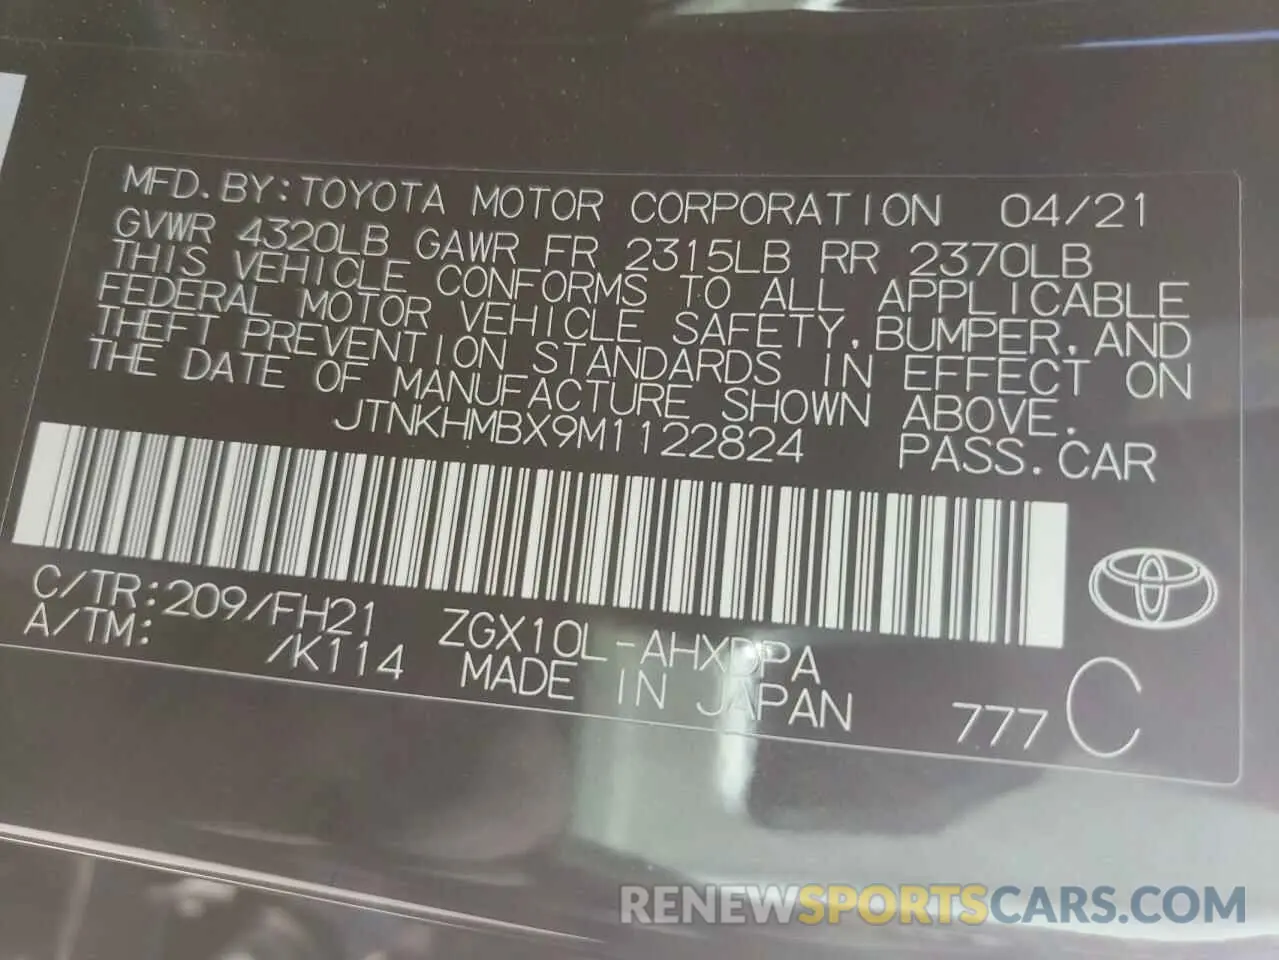 MFD. BY: TOYOTA MOTOR CORPORATION 04/21
GVWR 4320LB GAWR FR 2315LB RR 2370LB
THIS VEHICLE CONFORMS TO ALL APPLICABLE
FEDERAL MOTOR VEHICLE SAFETY, BUMPER, AND
THEFT PREVENTION STANDARDS IN EFFECT ON
THE DATE OF MANUFACTURE SHOWN ABOVE.
JTNKHMBX9M1122824 PASS. CAR
C/TR: 209/FH21 ZGX10L-AHXDPA
A/TM: /K114 MADE IN JAPAN 777 C
RENEWSPORTSCARS.COM